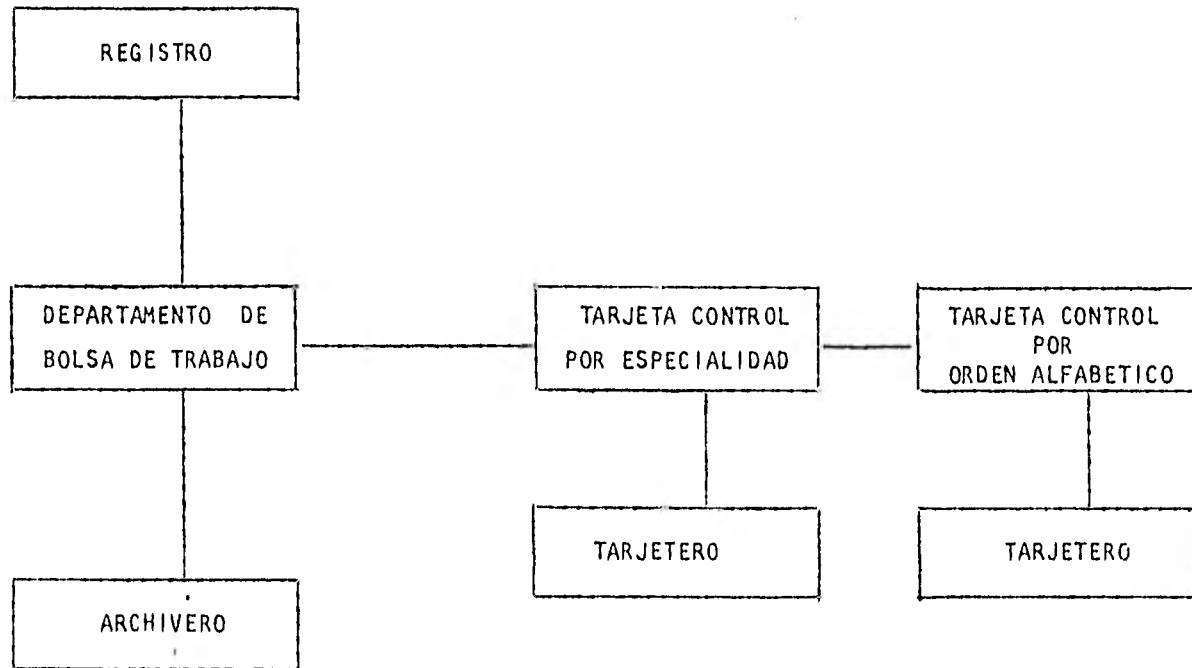 REGISTRO
DEPARTAMENTO DE
BOLSA DE TRABAJO
TARJETA CONTROL
POR ESPECIALIDAD
TARJETA CONTROL
POR
ORDEN ALFABETICO
TARJETERO
TARJETERO
ARCHIVERO